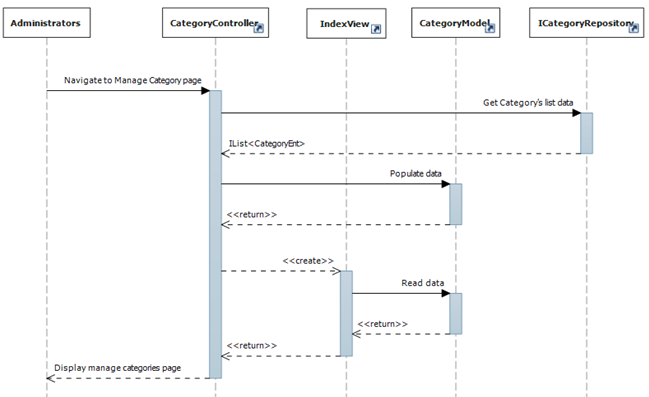 Administrators CategoryController IndexView CategoryModel ICategoryRepository
Navigate to Manage Category page
Get Category's list data
IList<CategoryEnt>
Populate data
<<return>>
<<create>>
Read data
<<return>>
<<return>>
Display manage categories page